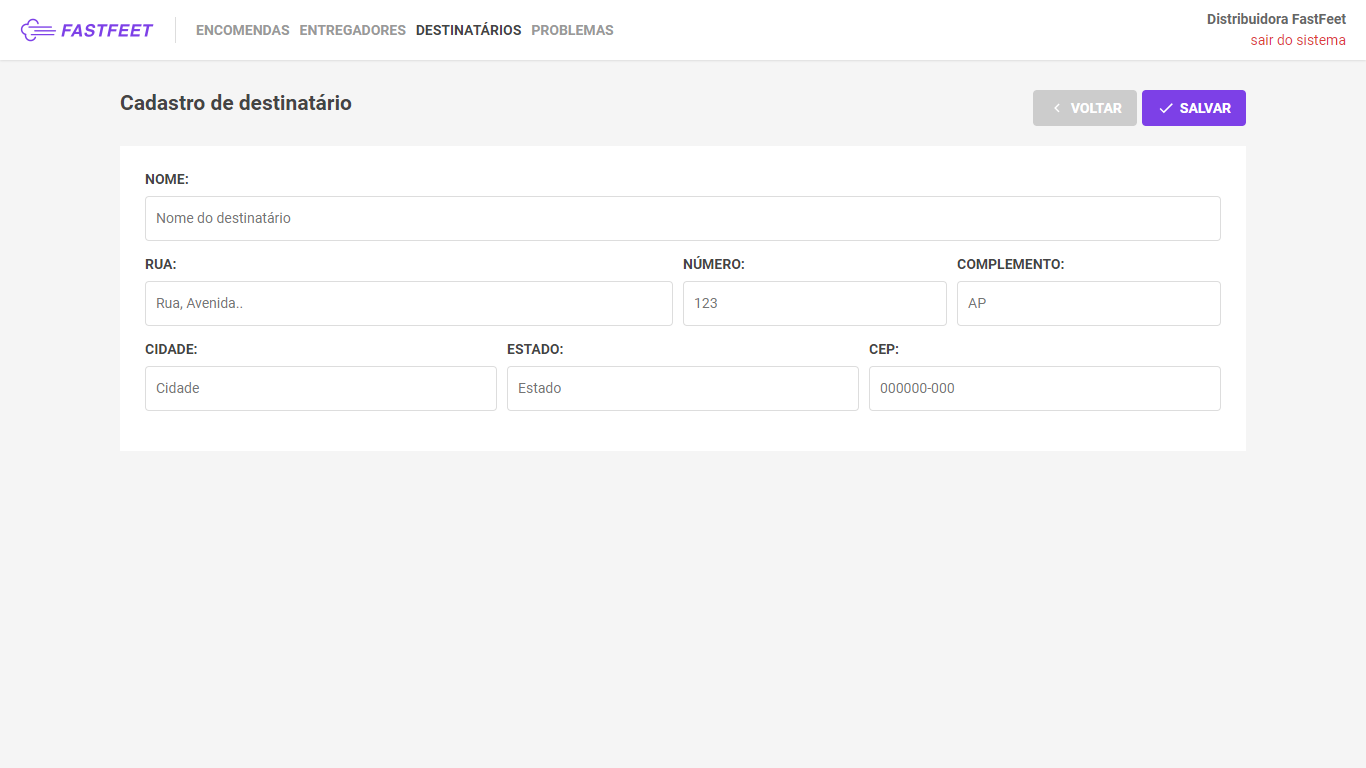 FASTFEET
ENCOMENDAS ENTREGADORES DESTINATÁRIOS PROBLEMAS
Distribuidora FastFeet
sair do sistema
Cadastro de destinatário
VOLTAR
SALVAR
NOME:
Nome do destinatário
RUA: NÚMERO: COMPLEMENTO:
Rua, Avenida.. 123 AP
CIDADE: ESTADO: CEP:
Cidade Estado 000000-000